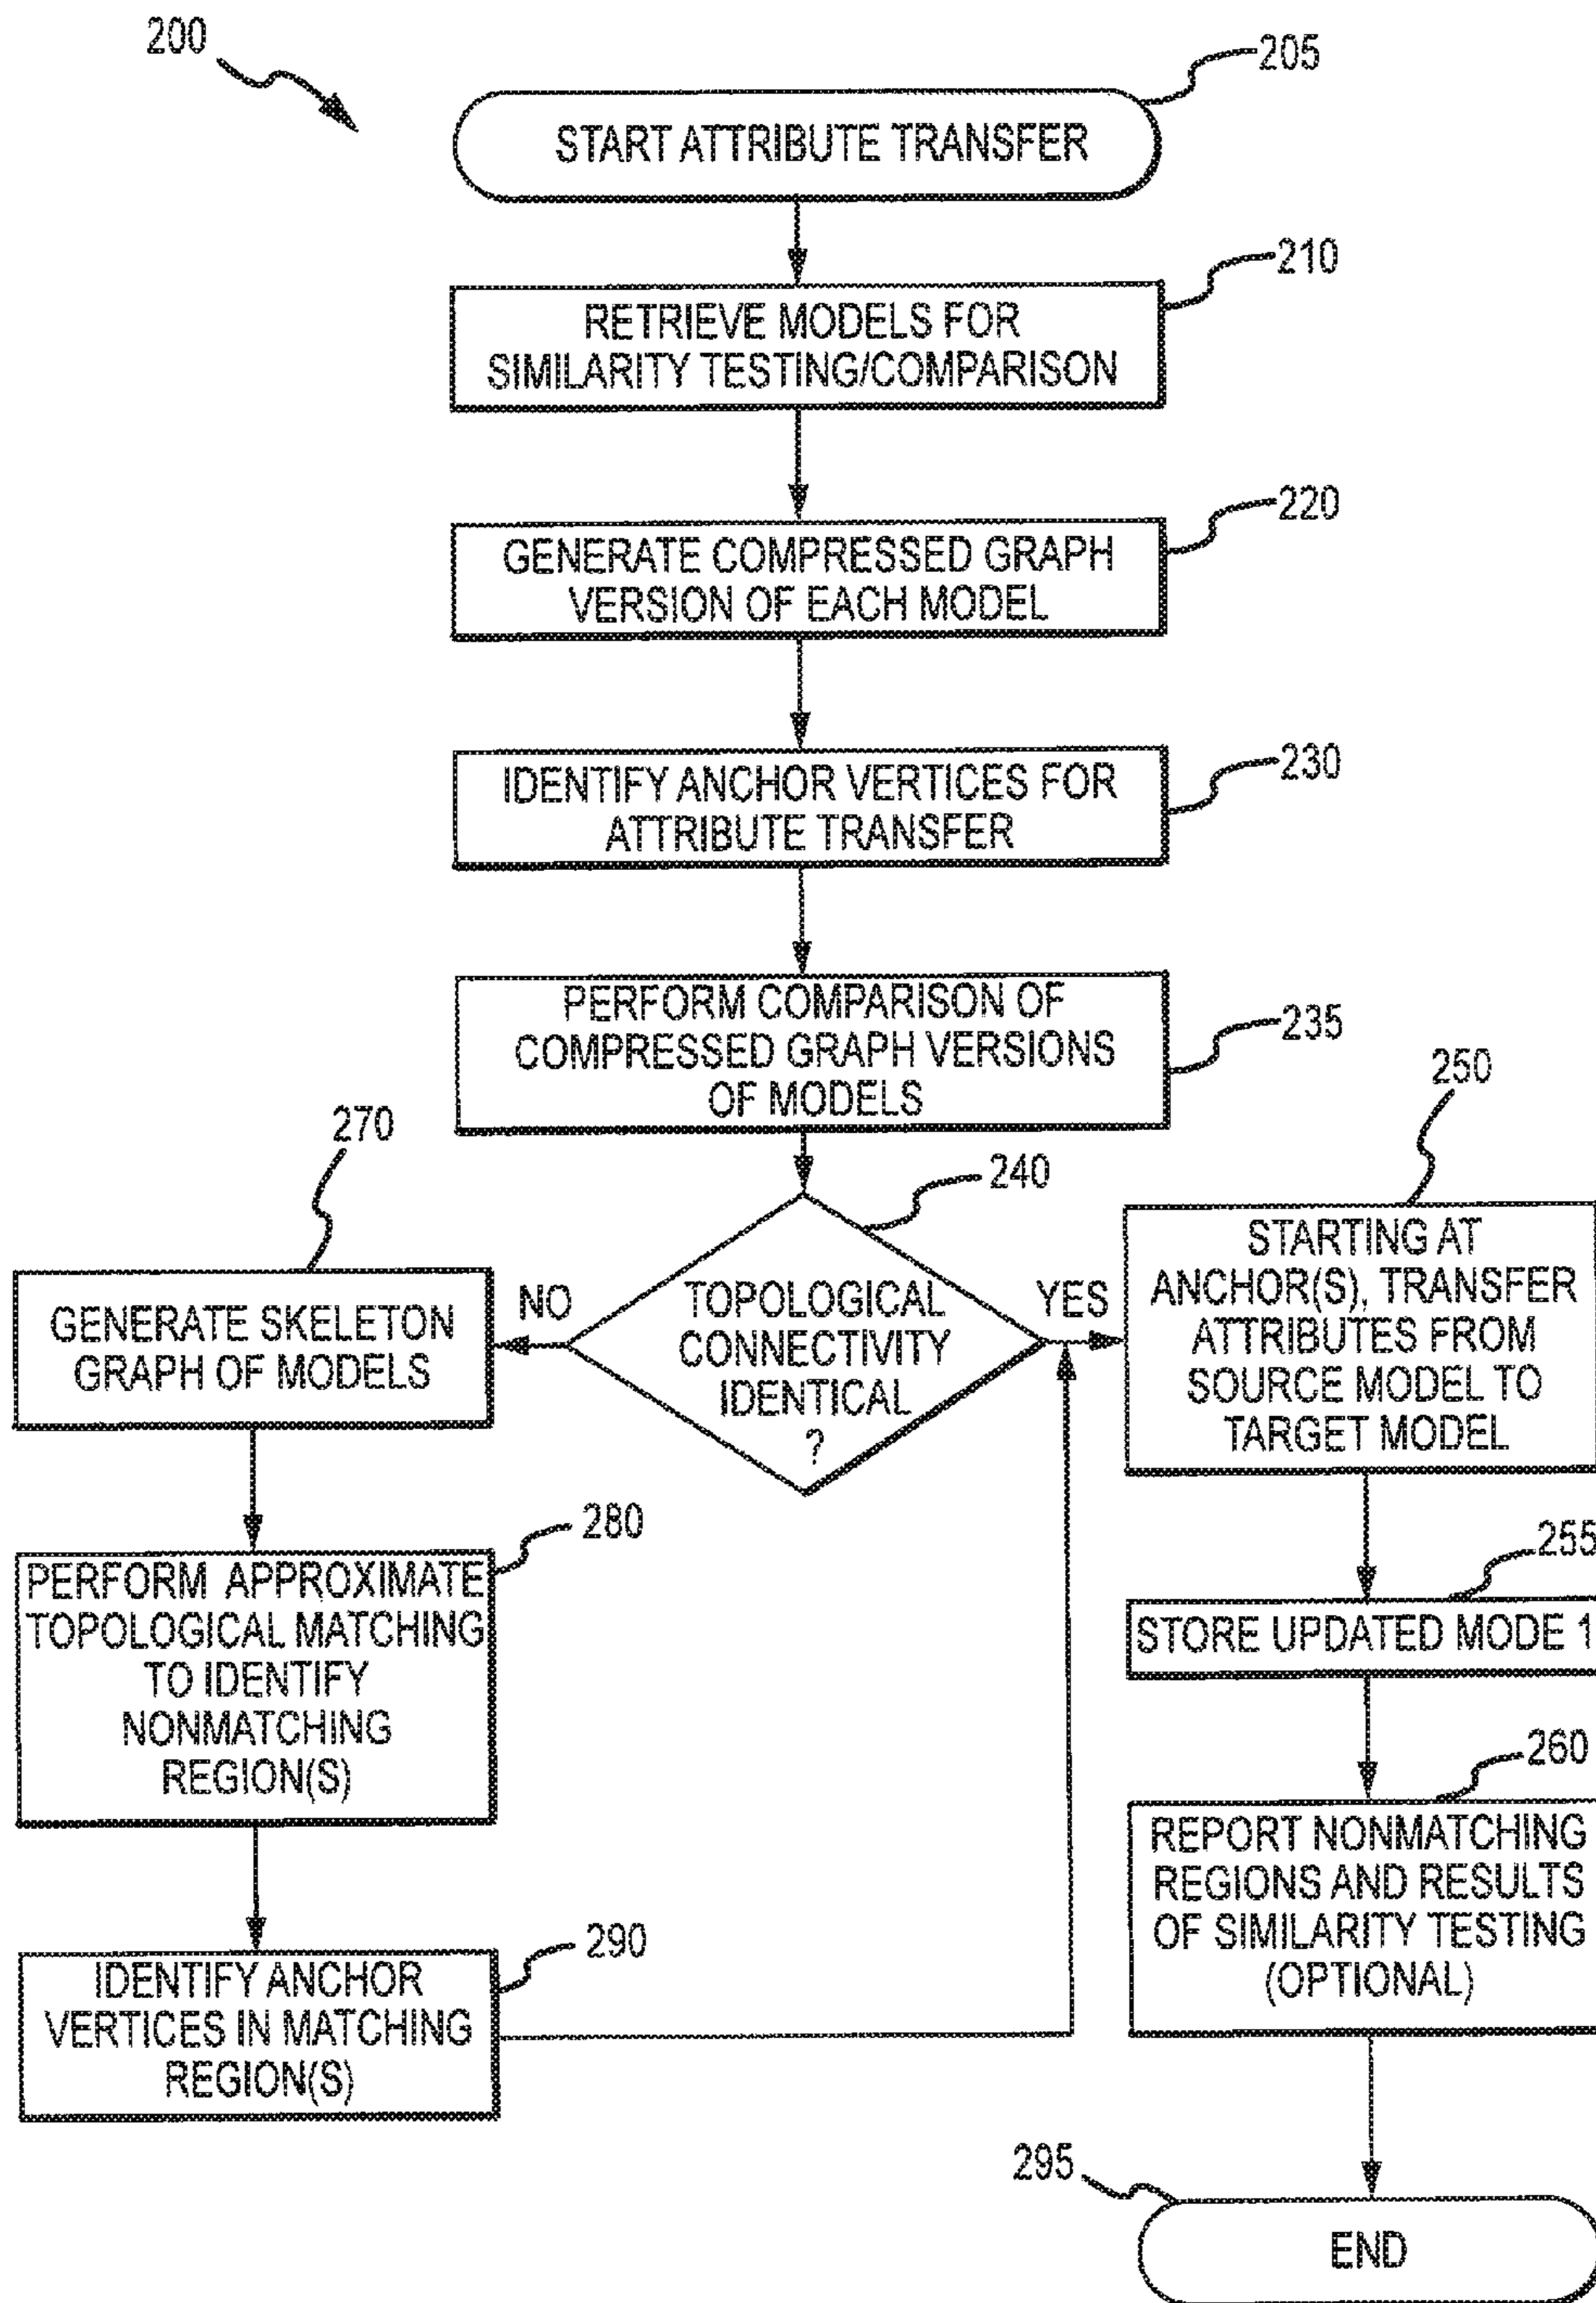 200
205
START ATTRIBUTE TRANSFER
210
RETRIEVE MODELS FOR
SIMILARITY TESTING/COMPARISON
220
GENERATE COMPRESSED GRAPH
VERSION OF EACH MODEL
230
IDENTIFY ANCHOR VERTICES FOR
ATTRIBUTE TRANSFER
235
PERFORM COMPARISON OF
COMPRESSED GRAPH VERSIONS
OF MODELS
240
TOPOLOGICAL
CONNECTIVITY
IDENTICAL
?
NO
YES
270
GENERATE SKELETON
GRAPH OF MODELS
280
PERFORM APPROXIMATE
TOPOLOGICAL MATCHING
TO IDENTIFY
NONMATCHING
REGION(S)
290
IDENTIFY ANCHOR
VERTICES IN MATCHING
REGION(S)
250
STARTING AT
ANCHOR(S), TRANSFER
ATTRIBUTES FROM
SOURCE MODEL TO
TARGET MODEL
255
STORE UPDATED MODE 1
260
REPORT NONMATCHING
REGIONS AND RESULTS
OF SIMILARITY TESTING
(OPTIONAL)
295
END